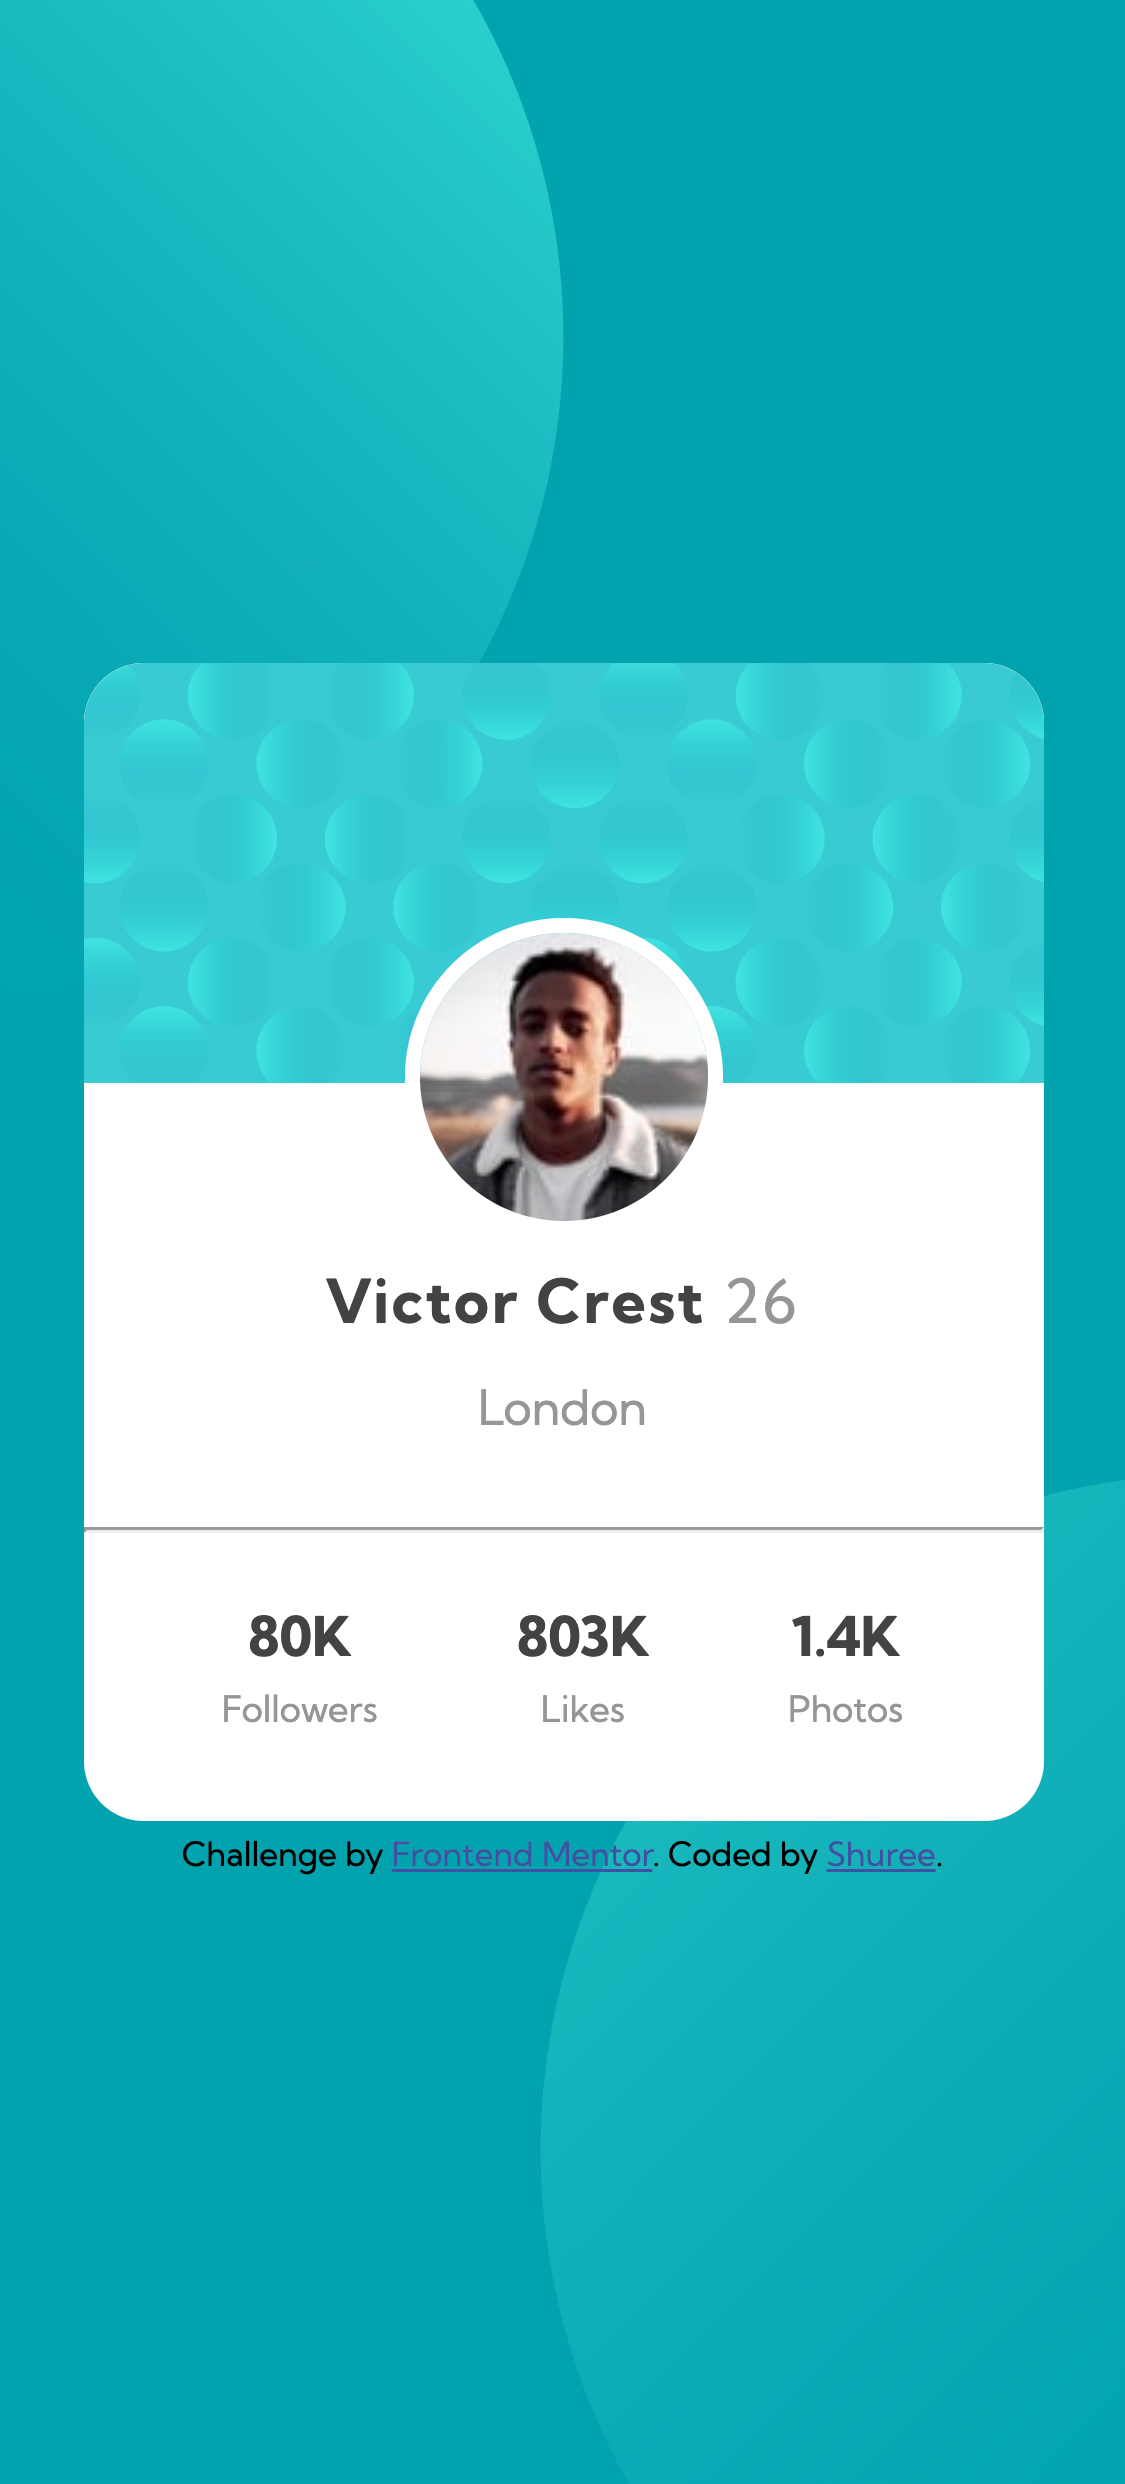 Victor Crest 26
London
80K 803K 1.4K
Followers Likes Photos
Challenge by Frontend Mentor. Coded by Shuree.